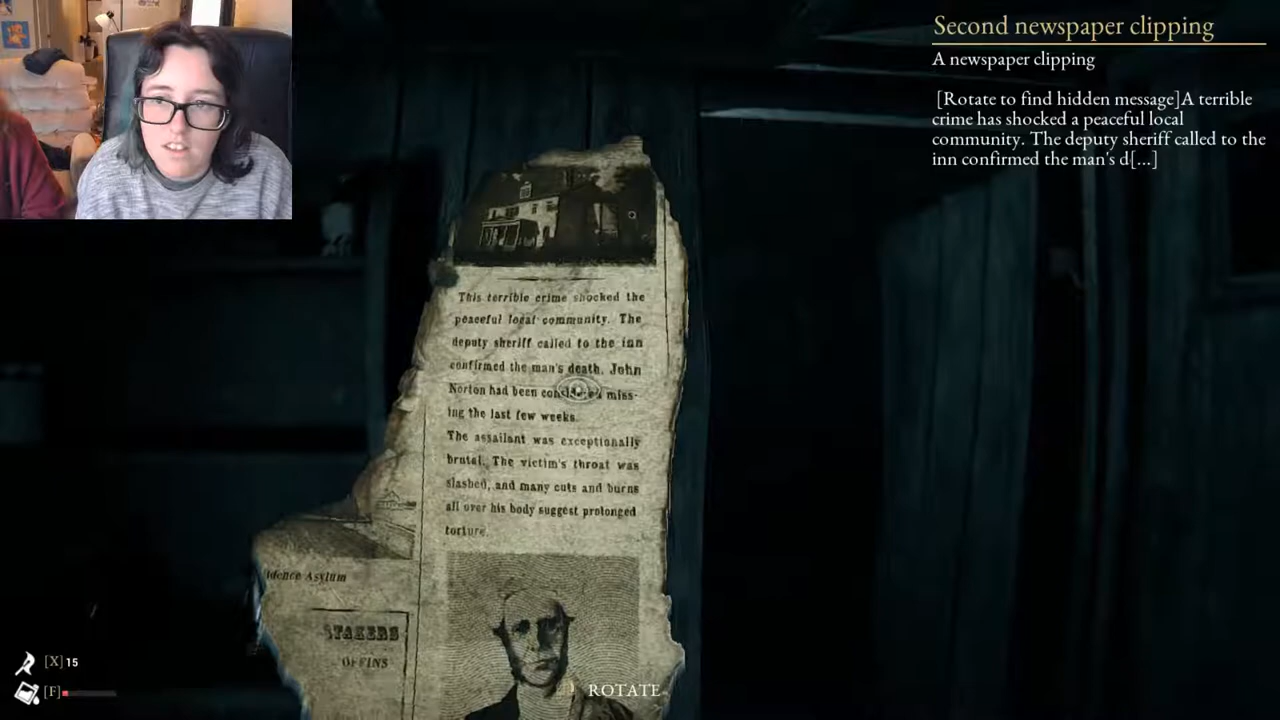 Second newspaper clipping
A newspaper clipping
[Rotate to find hidden message]A terrible
crime has shocked a peaceful local
community. The deputy sheriff called to the
inn confirmed the man's d[...]
This terrible crime shocked the
peaceful local community. The
deputy sheriff called to the inn
confirmed the man's death. John
Norton had been miss-
ing the last few weeks.
The assailant was exceptionally
brutal. The victim's throat was
slashed, and many cuts and burns
all over his body suggest prolonged
torture.
idence Asylum
STAKERS
OFFINS
[X] 15
[F]
ROTATE